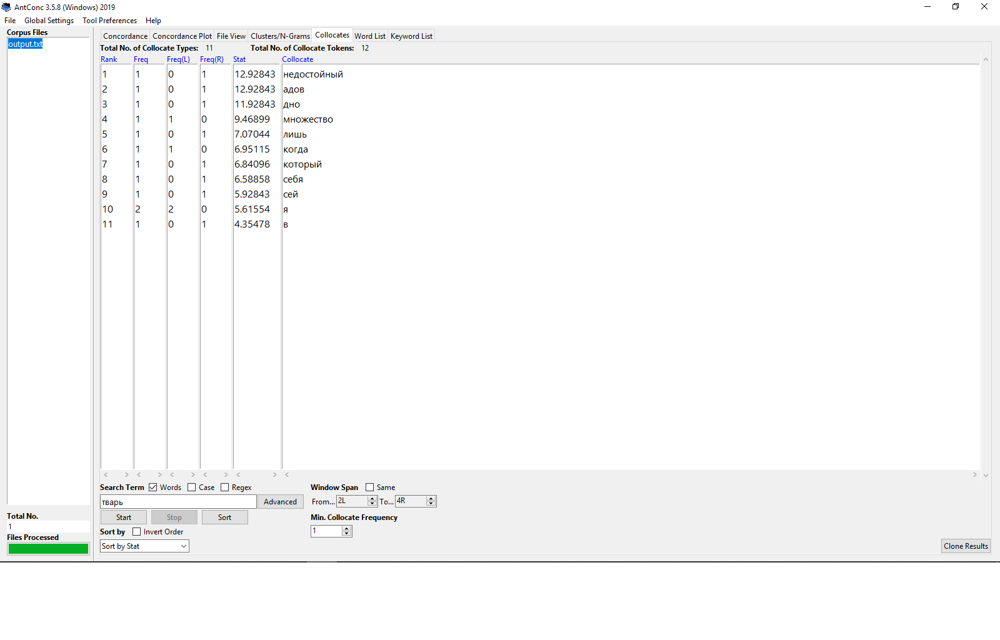 AntConc 3.5.8 (Windows) 2019
File Global Settings Tool Preferences Help
Corpus Files
output.txt
Concordance Concordance Plot File View Clusters/N-Grams Collocates Word List Keyword List
Total No. of Collocate Types: 11 Total No. of Collocate Tokens: 12
Rank Freq Freq(L) Freq(R) Stat Collocate
1 1 0 1 12.92843 недостойный
2 1 0 1 12.92843 адов
3 1 0 1 11.92843 дно
4 1 1 0 9.46899 множество
5 1 0 1 7.07044 лишь
6 1 1 0 6.95115 когда
7 1 0 1 6.84096 который
8 1 0 1 6.58858 себя
9 1 0 1 5.92843 сей
10 2 2 0 5.61554 я
11 1 0 1 4.35478 в
Search Term Words Case Regex Window Span Same
тварь Advanced From... 2L To... 4R
Start Stop Sort Min. Collocate Frequency
Sort by Invert Order 1
Sort by Stat Clone Results
Total No.
1
Files Processed